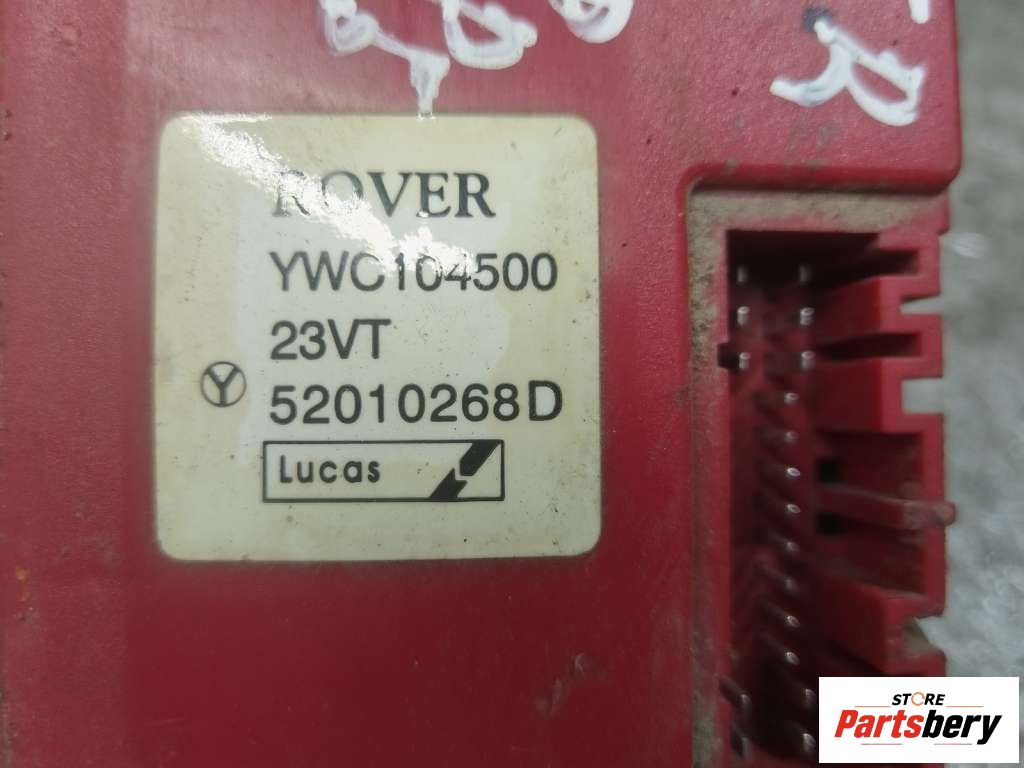 R
ROVER
YWC104500
23VT
Y
52010268D
Lucas
STORE
Partsbery